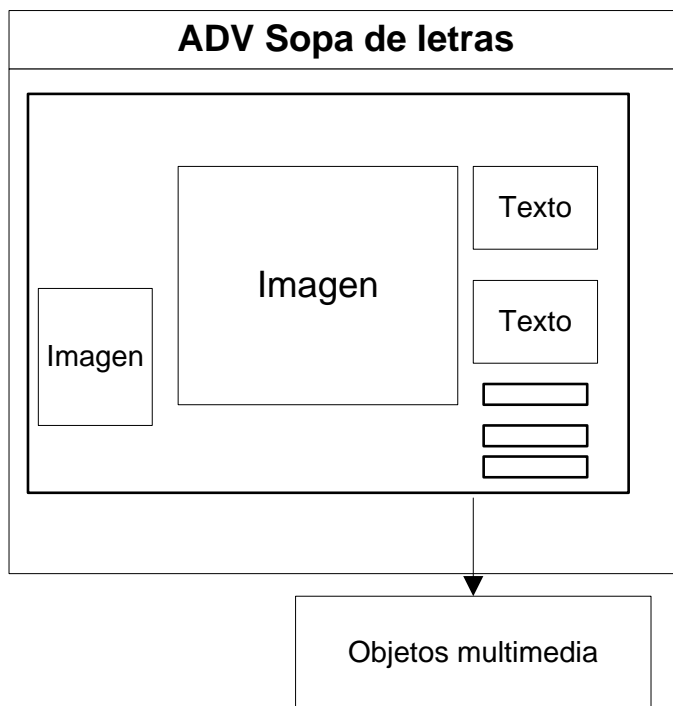 ADV Sopa de letras
Imagen
Texto
Texto
Imagen
Objetos multimedia